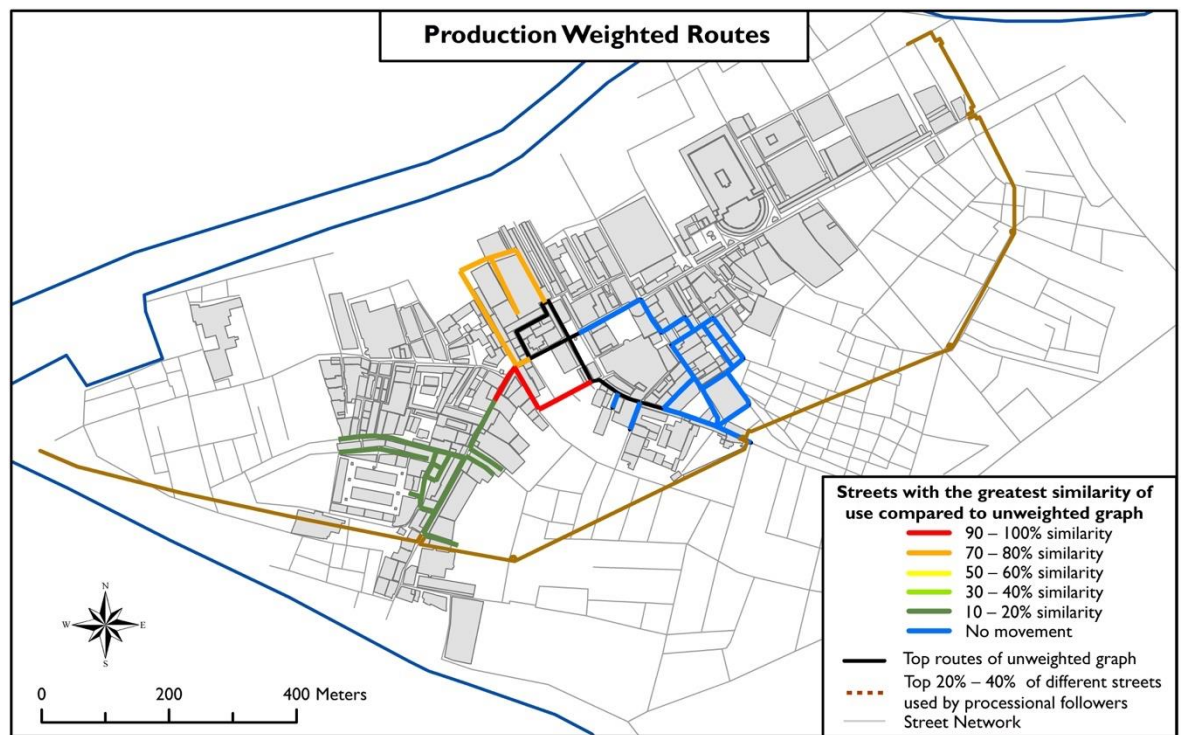 Production Weighted Routes
N
W
E
S
0
200
400 Meters
Streets with the greatest similarity of
use compared to unweighted graph
90 – 100% similarity
70 – 80% similarity
50 – 60% similarity
30 – 40% similarity
10 – 20% similarity
No movement
Top routes of unweighted graph
Top 20% – 40% of different streets
used by processional followers
Street Network